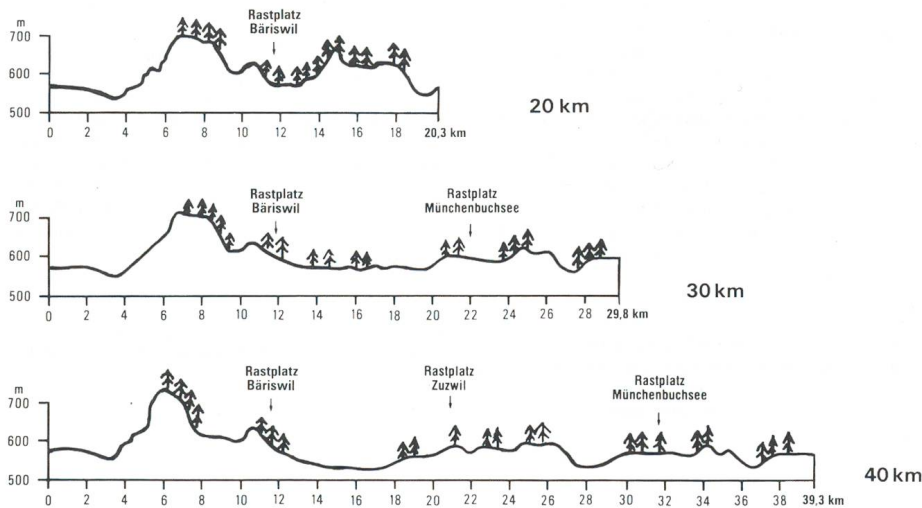 Rastplatz
Bäriswil
m
700
600
500
0 2 4 6 8 10 12 14 16 18 20,3 km
20 km
Rastplatz
Bäriswil
Rastplatz
Münchenbuchsee
m
700
600
500
0 2 4 6 8 10 12 14 16 18 20 22 24 26 28 29,8 km
30 km
Rastplatz
Bäriswil
Rastplatz
Zuzwil
Rastplatz
Münchenbuchsee
m
700
600
500
0 2 4 6 8 10 12 14 16 18 20 22 24 26 28 30 32 34 36 38 39,3 km
40 km